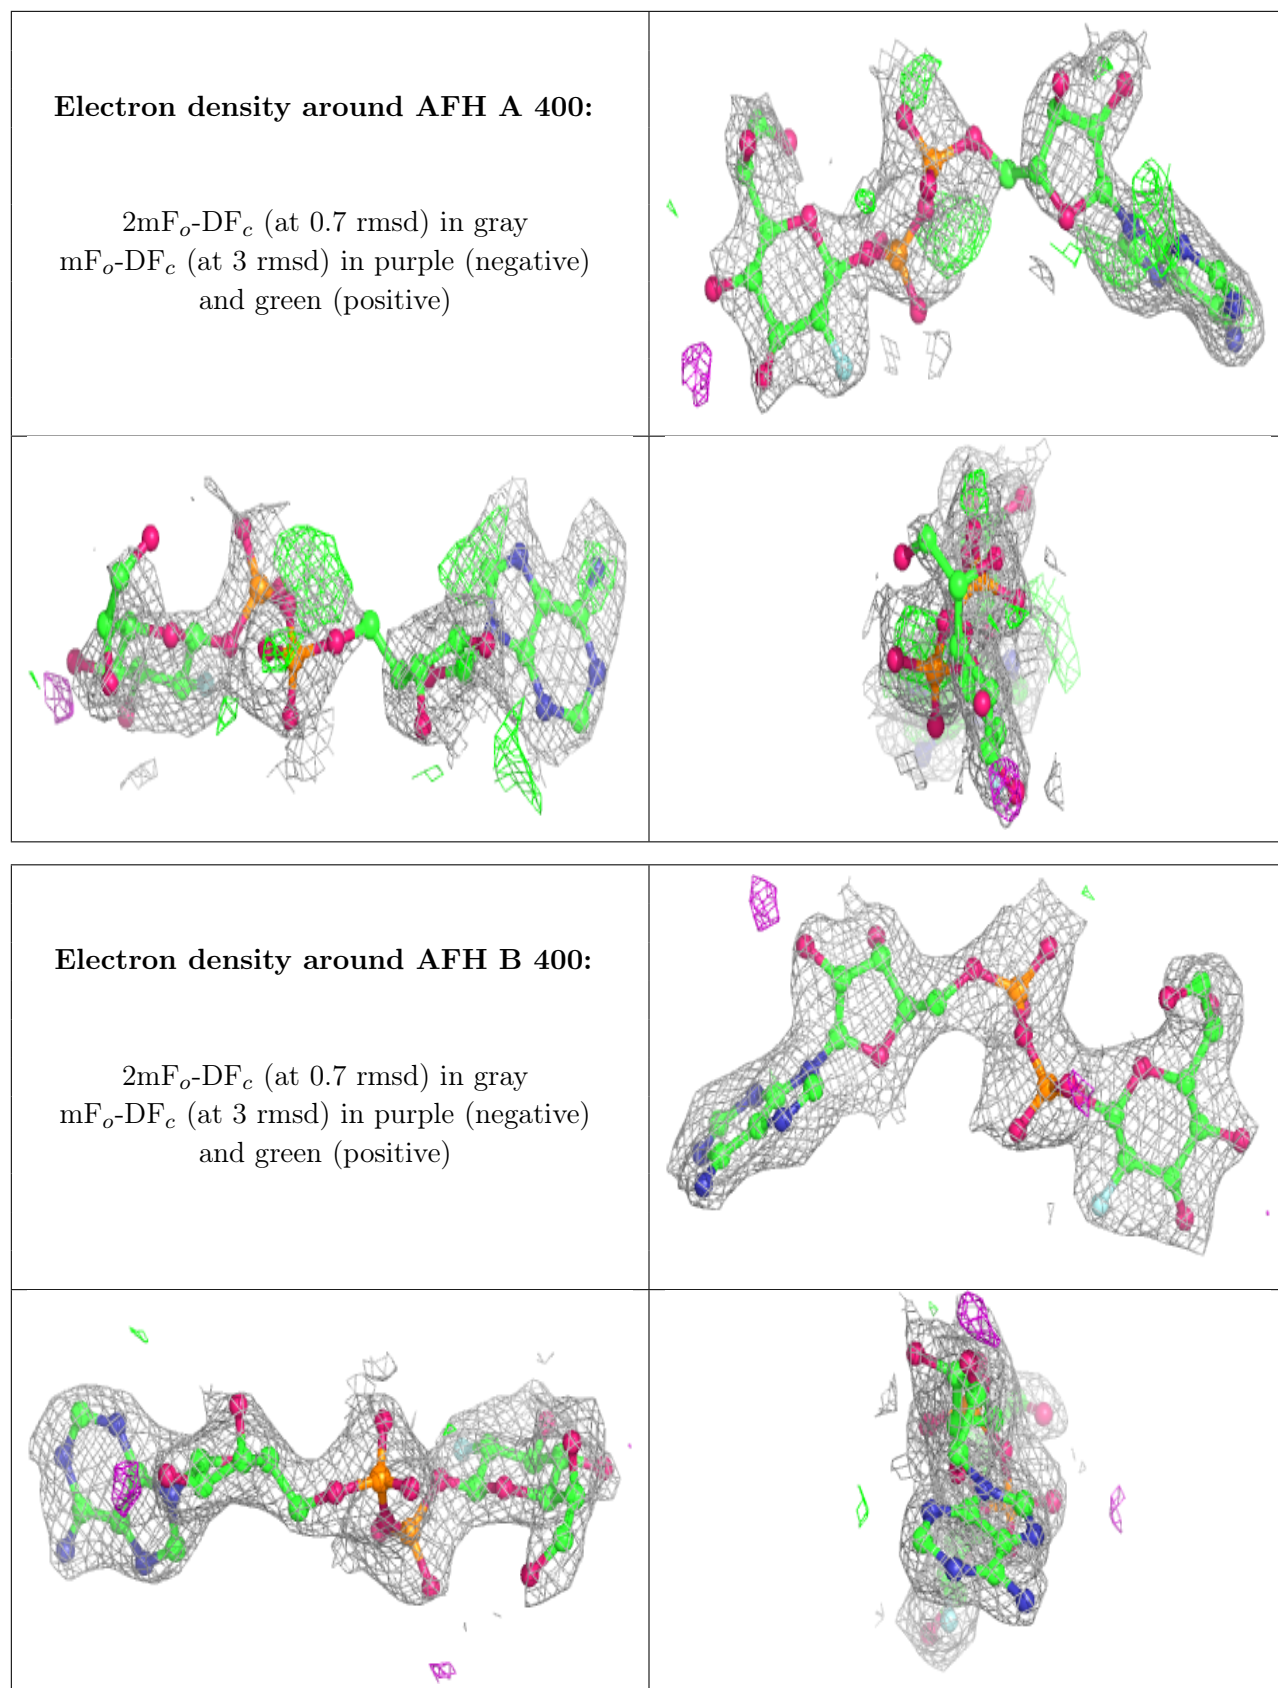 Electron density around AFH A 400:
2mFo-DFc (at 0.7 rmsd) in gray
mFo-DFc (at 3 rmsd) in purple (negative)
and green (positive)
Electron density around AFH B 400:
2mFo-DFc (at 0.7 rmsd) in gray
mFo-DFc (at 3 rmsd) in purple (negative)
and green (positive)